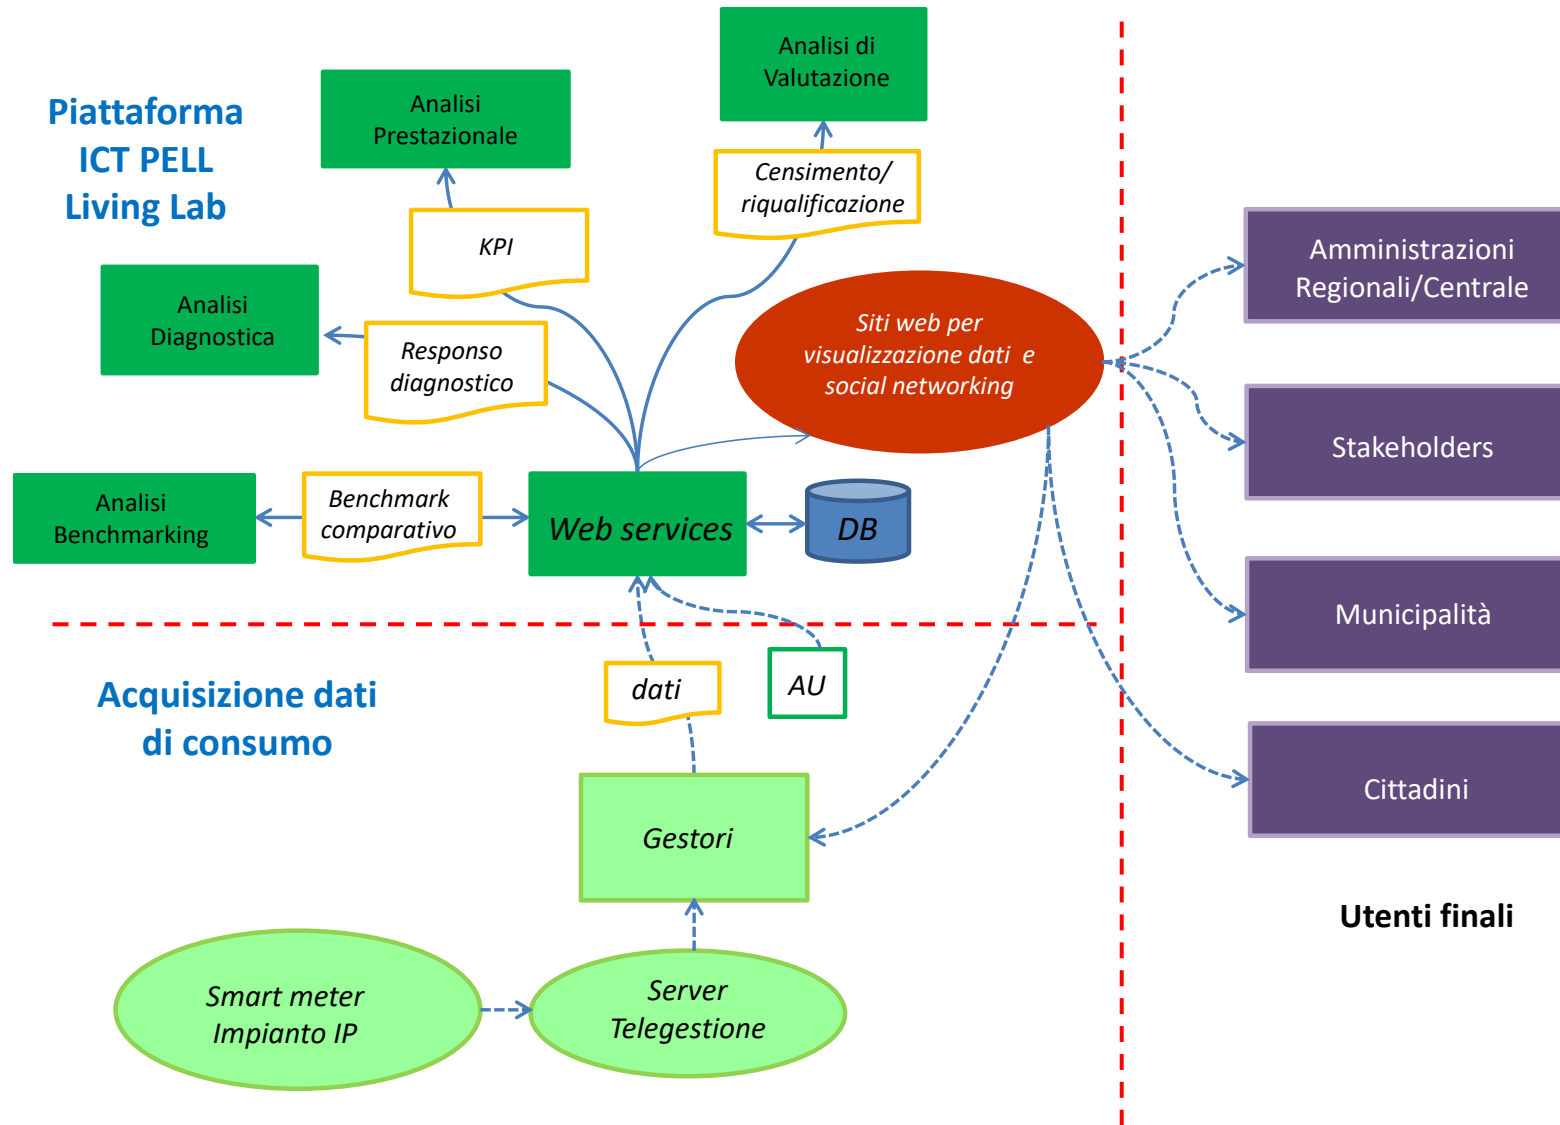 Piattaforma
ICT PELL
Living Lab
Analisi
Prestazionale
Analisi di
Valutazione
KPI
Censimento/
riqualificazione
Analisi
Diagnostica
Responso
diagnostico
Siti web per
visualizzazione dati e
social networking
Amministrazioni
Regionali/Centrale
Stakeholders
Analisi
Benchmarking
Benchmark
comparativo
Web services
DB
Municipalità
Acquisizione dati
di consumo
dati
AU
Gestori
Cittadini
Utenti finali
Smart meter
Impianto IP
Server
Telegestione